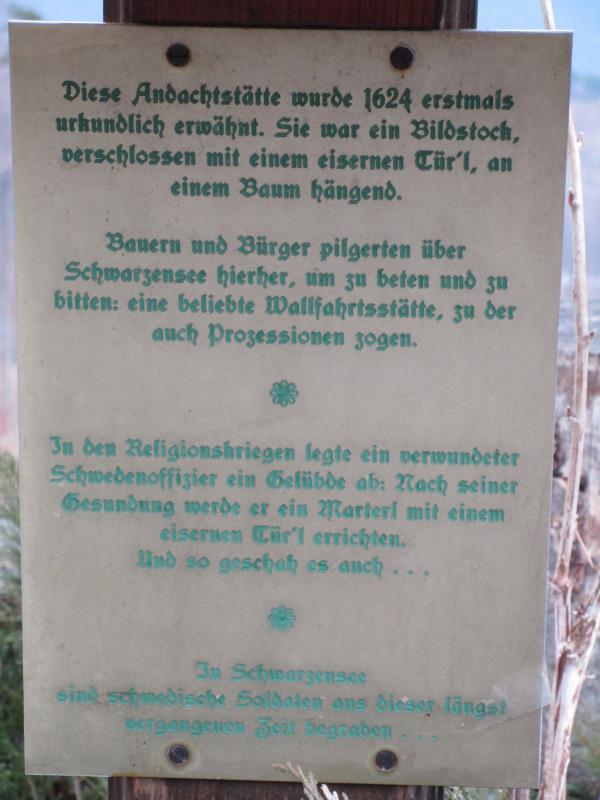 Diese Andachtstätte wurde 1624 erstmals
urkundlich erwähnt. Sie war ein Bildstock,
verschlossen mit einem eisernen Tür'l, an
einem Baum hängend.
Bauern und Bürger pilgerten über
Schwarzensee hierher, um zu beten und zu
bitten: eine beliebte Wallfahrtsstätte, zu der
auch Prozessionen zogen.
In den Religionskriegen legte ein verwundeter
Schwedenoffizier ein Gelübde ab: Nach seiner
Gesundung werde er ein Marterl mit einem
eisernen Tür'l errichten.
Und so geschah es auch . . .
In Schwarzensee
sind schwedische Soldaten aus dieser längst
vergangenen Zeit begraben . . .